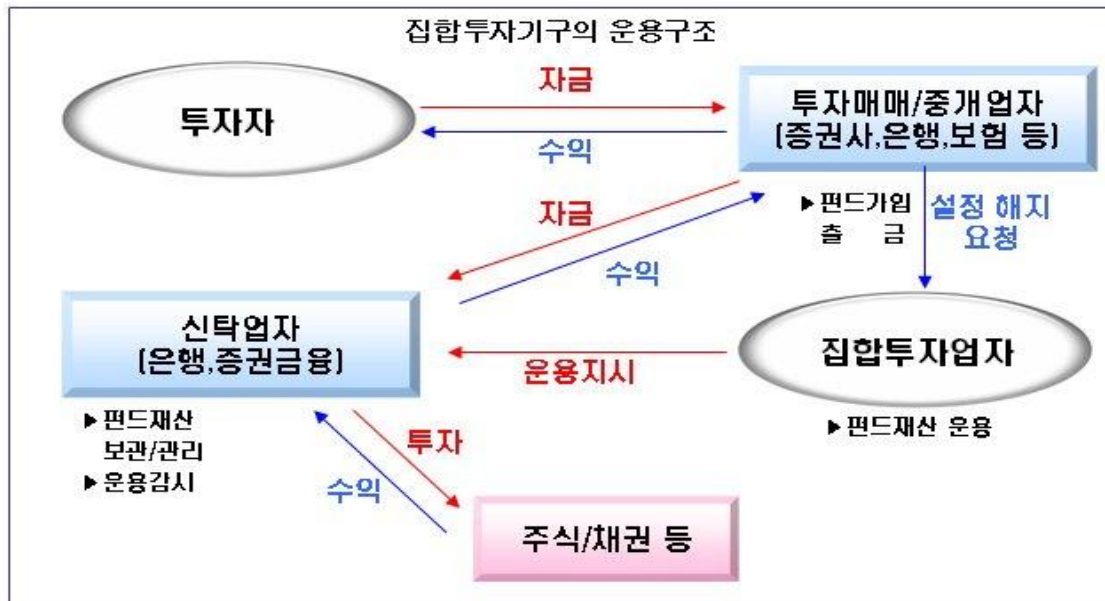 집합투자기구의 운용구조
자금
투자자
투자매매/중개업자
(증권사,은행,보험 등)
수익
자금
▶펀드가입
출 금
설정 해지
요청
수익
신탁업자
(은행,증권금융)
집합투자업자
운용지시
▶펀드재산
보관/관리
▶운용감시
▶펀드재산 운용
투자
수익
주식/채권 등